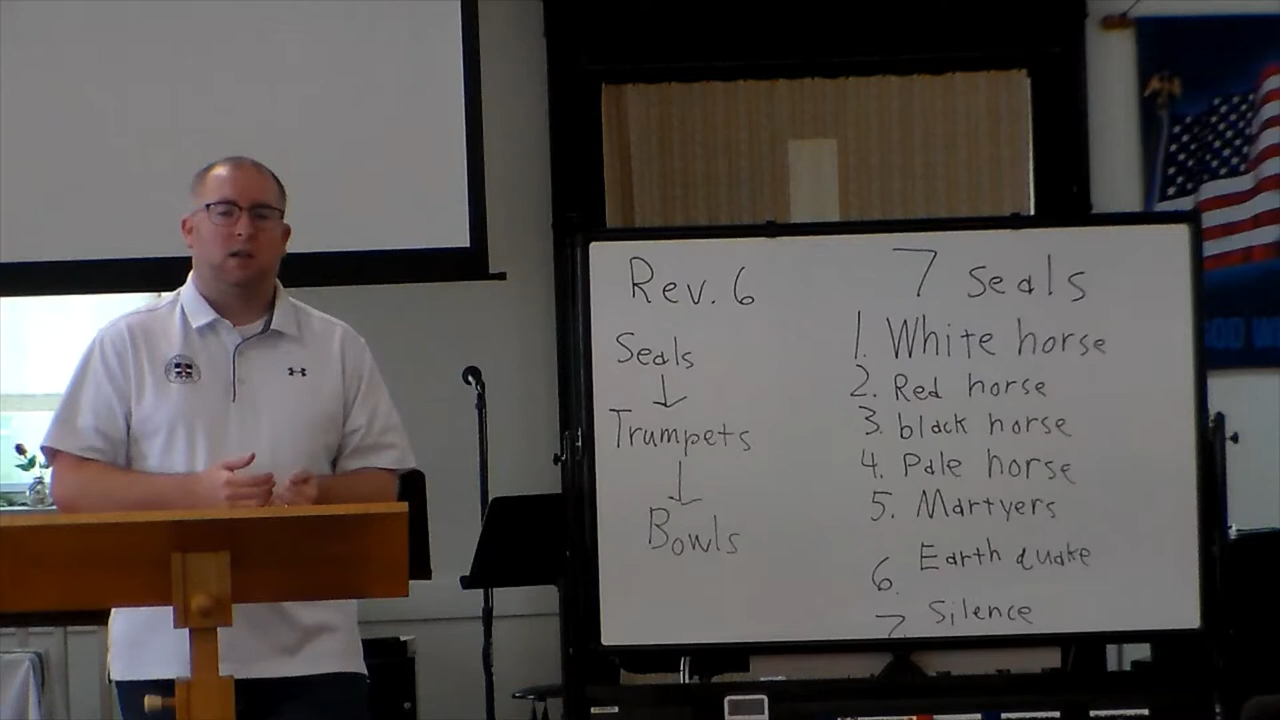 Rev. 6
Seals
↓
Trumpets
↓
Bowls
7 Seals
1. White horse
2. Red horse
3. black horse
4. Pale horse
5. Martyers
6. Earth quake
7. Silence